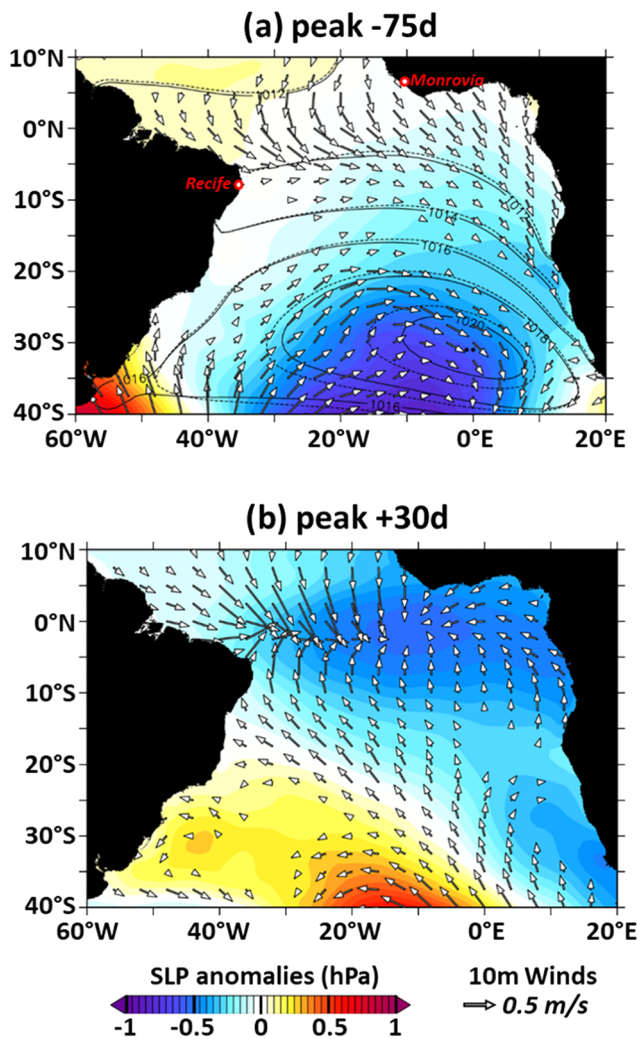 (a) peak -75d
10°N
1012
Monrovia
0°N
Recife
10°S
1014
1012
1016
20°S
1018
30°S
1020
1016
1016
40°S
60°W 40°W 20°W 0°E 20°E
(b) peak +30d
10°N
0°N
10°S
20°S
30°S
40°S
60°W 40°W 20°W 0°E 20°E
SLP anomalies (hPa) 10m Winds
0.5 m/s
-1 -0.5 0 0.5 1